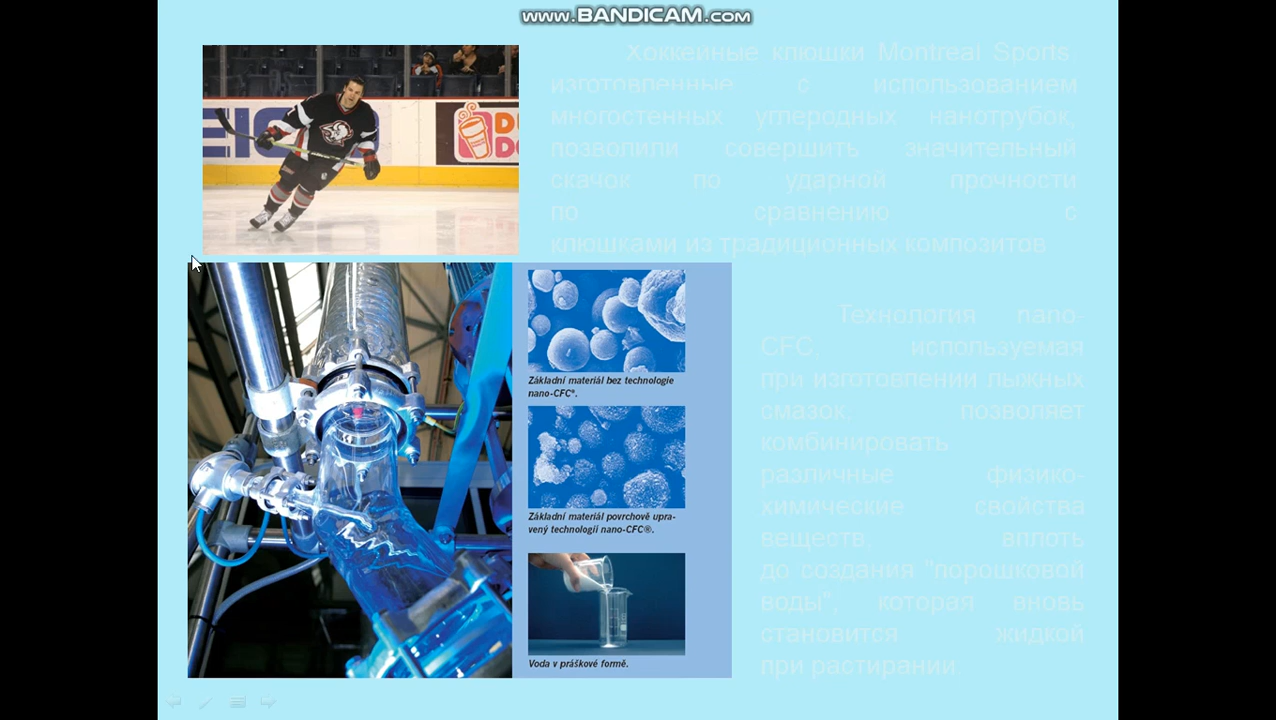 www.BANDICAM.com
Хоккейные клюшки Montreal Sports,
изготовленные с использованием
многостенных углеродных нанотрубок,
позволили совершить значительный
скачок по ударной прочности
по сравнению с
клюшками из традиционных композитов
EIC
DU
DO
Základní materiál bez technologie
nano-CFC®.
Základní materiál povrchově upra-
vený technologií nano-CFC®.
Voda v práškové formě.
Технология nano-
CFC, используемая
при изготовлении лыжных
смазок, позволяет
комбинировать
различные физико-
химические свойства
веществ, вплоть
до создания "порошковой
воды", которая вновь
становится жидкой
при растирании.